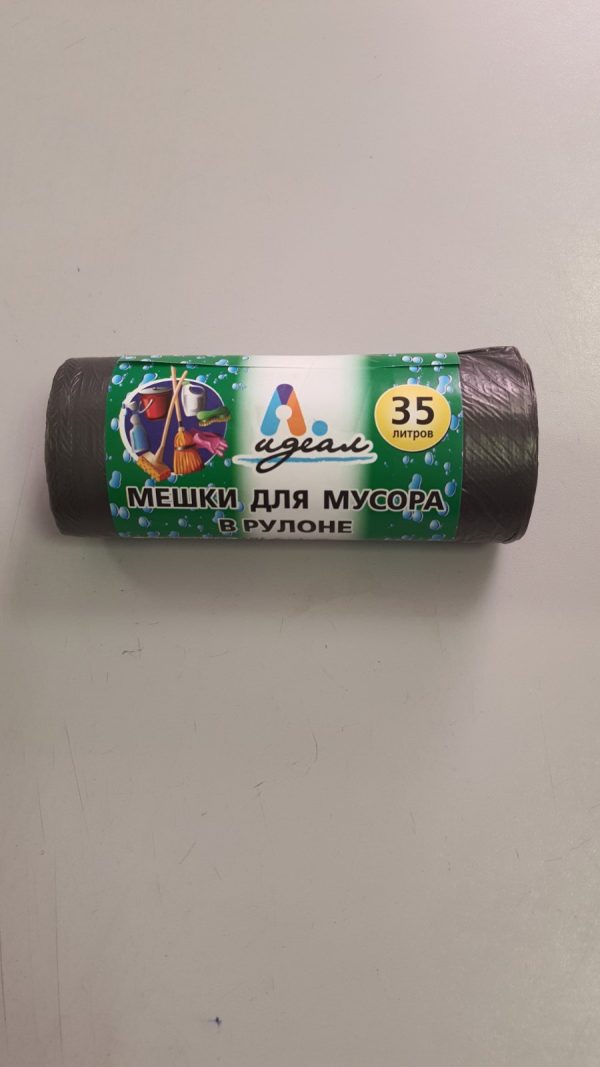 А.
идеал
35
литров
МЕШКИ ДЛЯ МУСОРА
В РУЛОНЕ